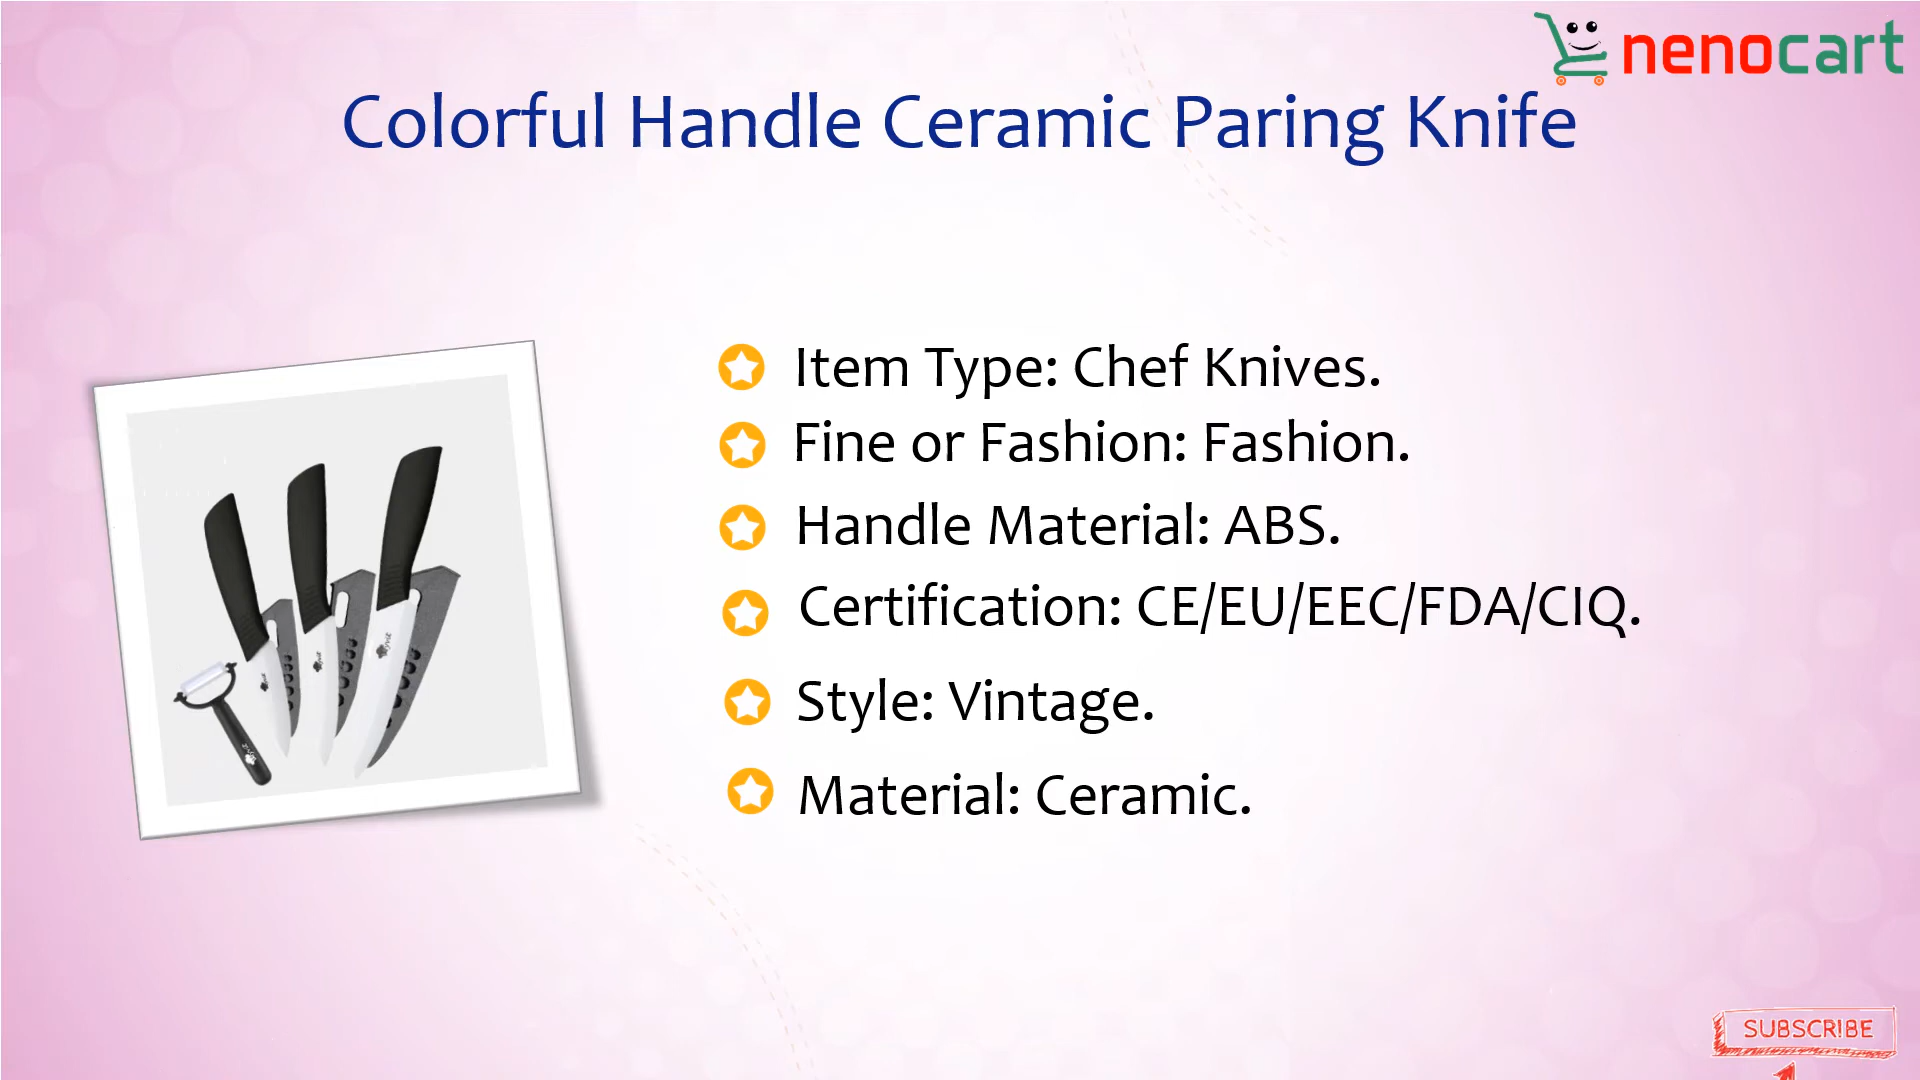 nenocart
Colorful Handle Ceramic Paring Knife
Item Type: Chef Knives.
Fine or Fashion: Fashion.
Handle Material: ABS.
Certification: CE/EU/EEC/FDA/CIQ.
Style: Vintage.
Material: Ceramic.
SUBSCRIBE